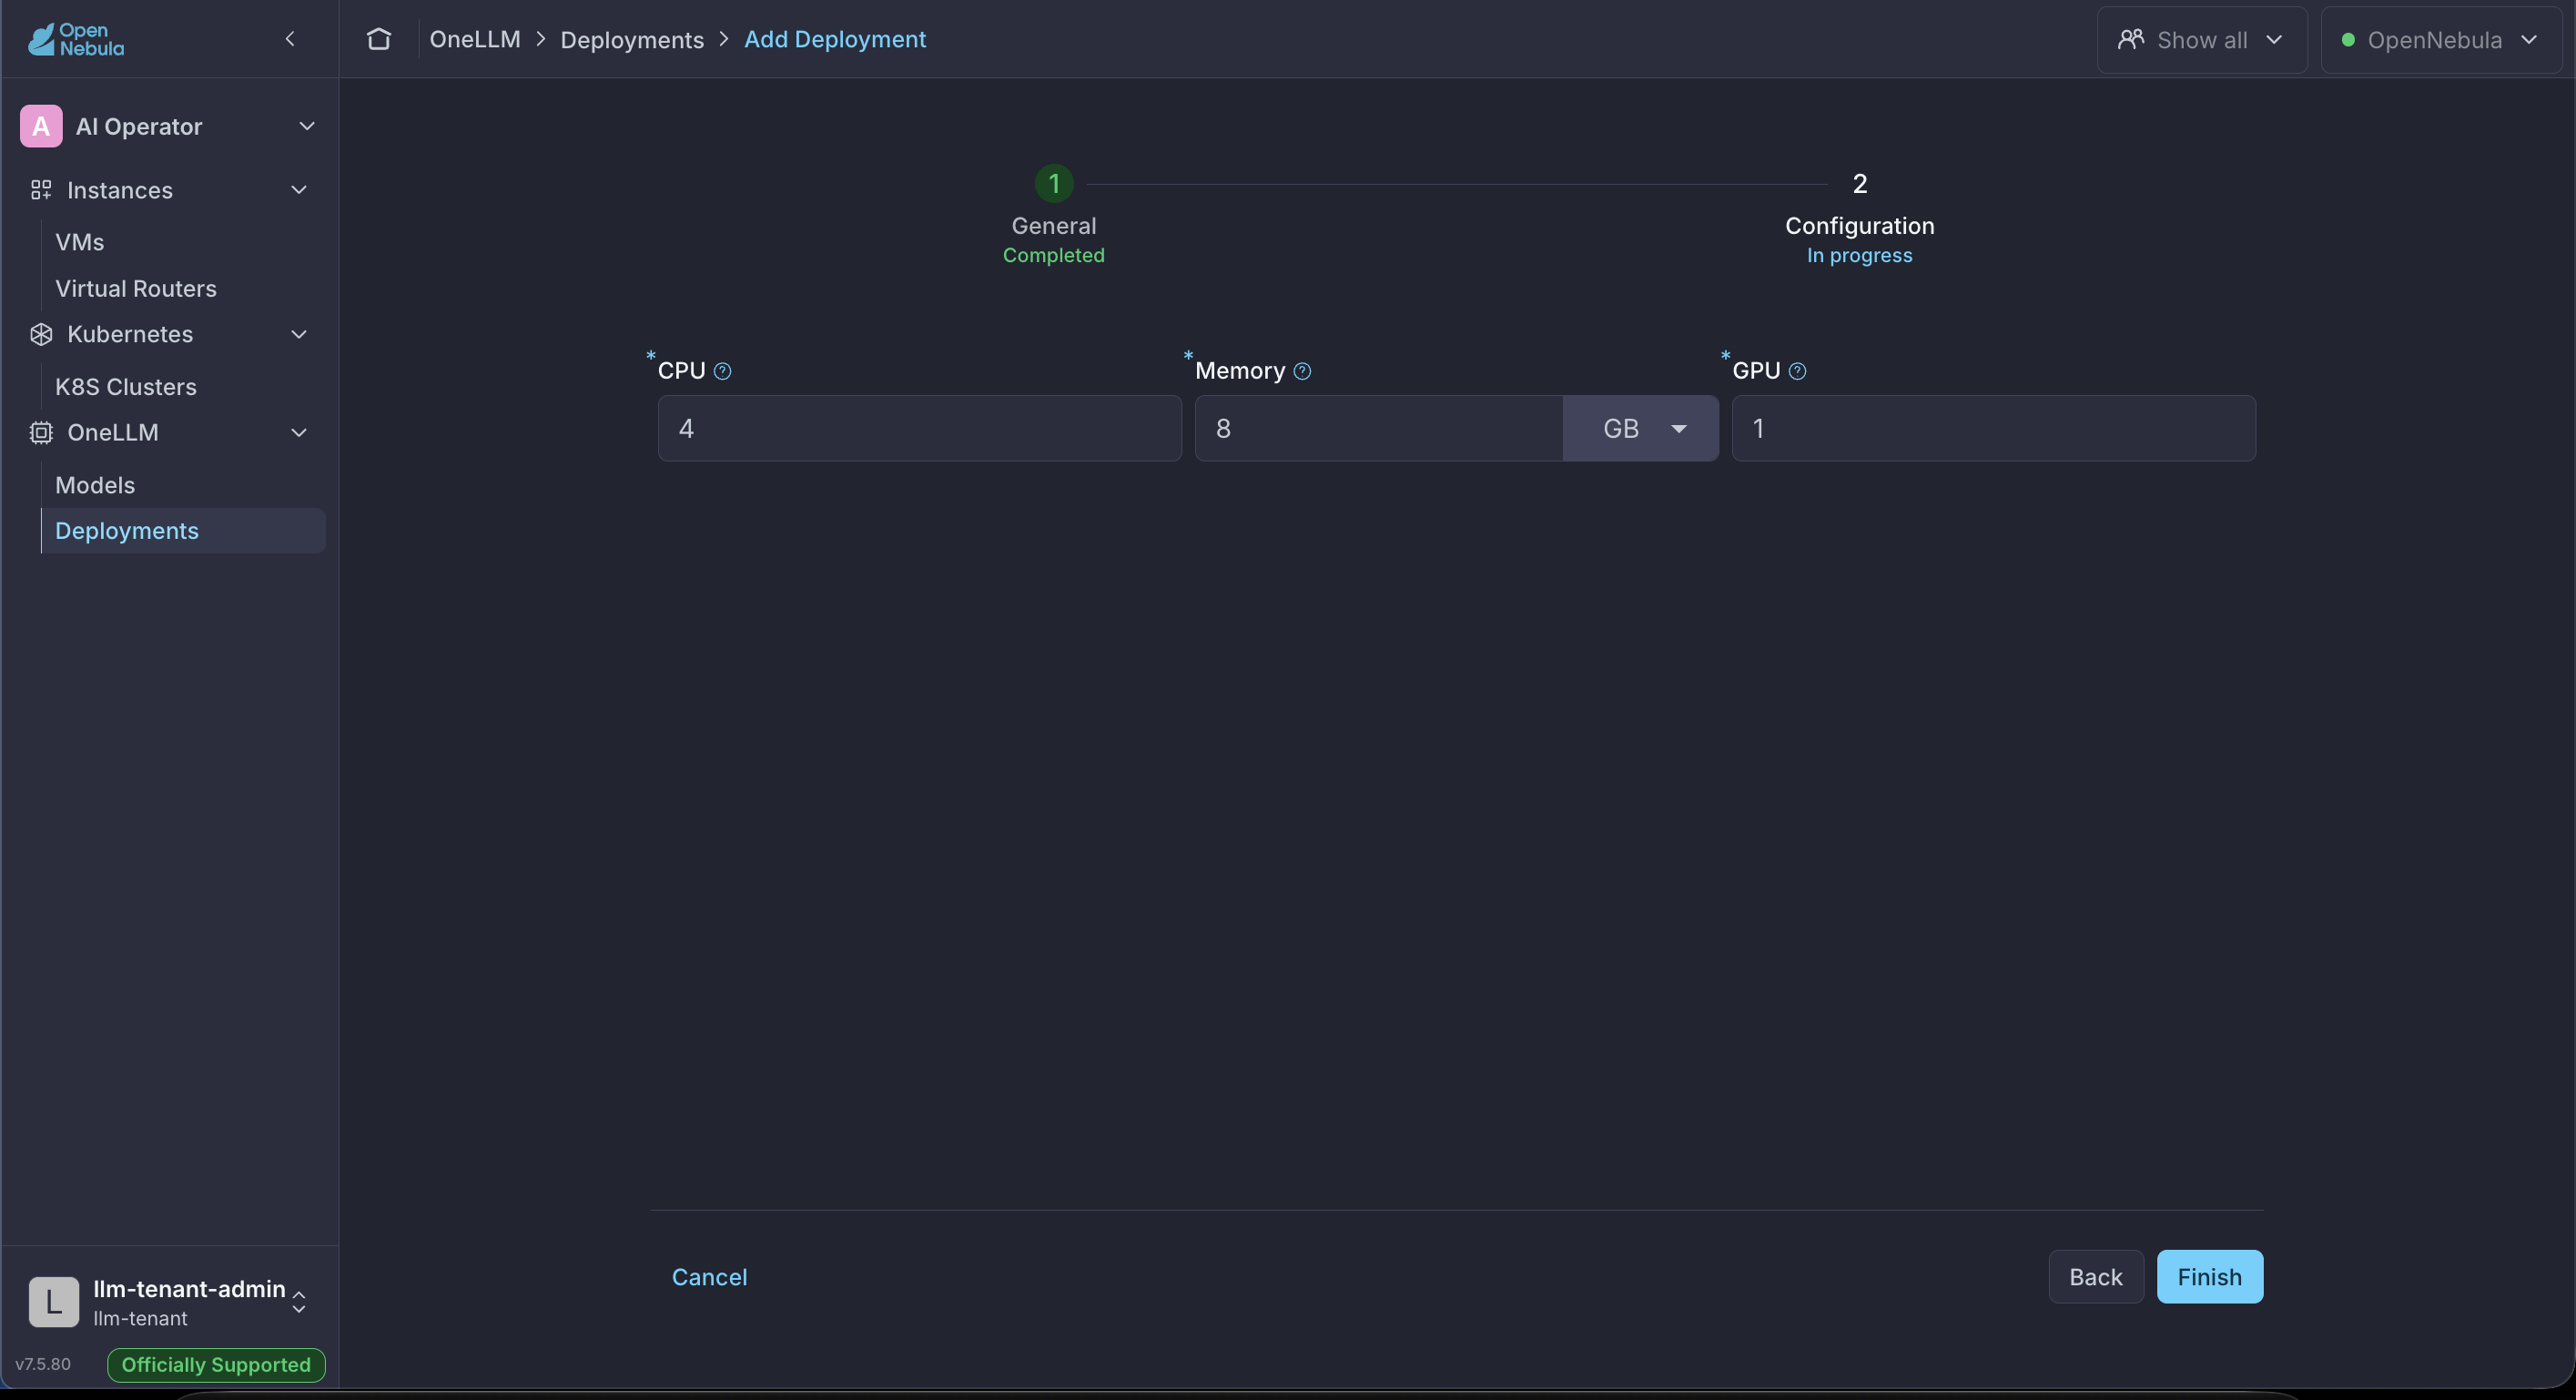 Open
Nebula
OneLLM > Deployments > Add Deployment
Show all
OpenNebula
A AI Operator
Instances
VMs
Virtual Routers
Kubernetes
K8S Clusters
OneLLM
Models
Deployments
1
General
Completed
2
Configuration
In progress
* CPU ?
4
* Memory ?
8 GB
* GPU ?
1
Cancel
Back
Finish
L
llm-tenant-admin
llm-tenant
v7.5.80
Officially Supported